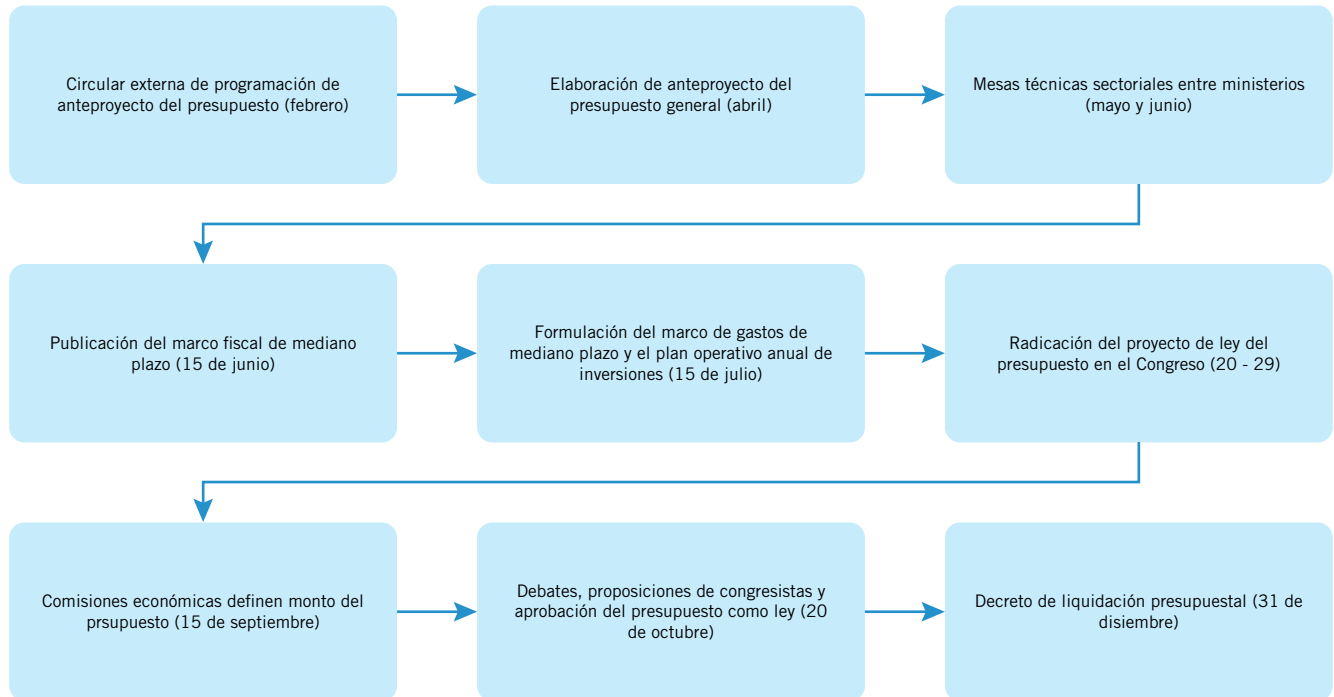 Circular externa de programación de
anteproyecto del presupuesto (febrero)
Elaboración de anteproyecto del
presupuesto general (abril)
Mesas técnicas sectoriales entre ministerios
(mayo y junio)
Publicación del marco fiscal de mediano
plazo (15 de junio)
Formulación del marco de gastos de
mediano plazo y el plan operativo anual de
inversiones (15 de julio)
Radicación del proyecto de ley del
presupuesto en el Congreso (20 - 29)
Comisiones económicas definen monto del
prsupuesto (15 de septiembre)
Debates, proposiciones de congresistas y
aprobación del presupuesto como ley (20
de octubre)
Decreto de liquidación presupuestal (31 de
disiembre)